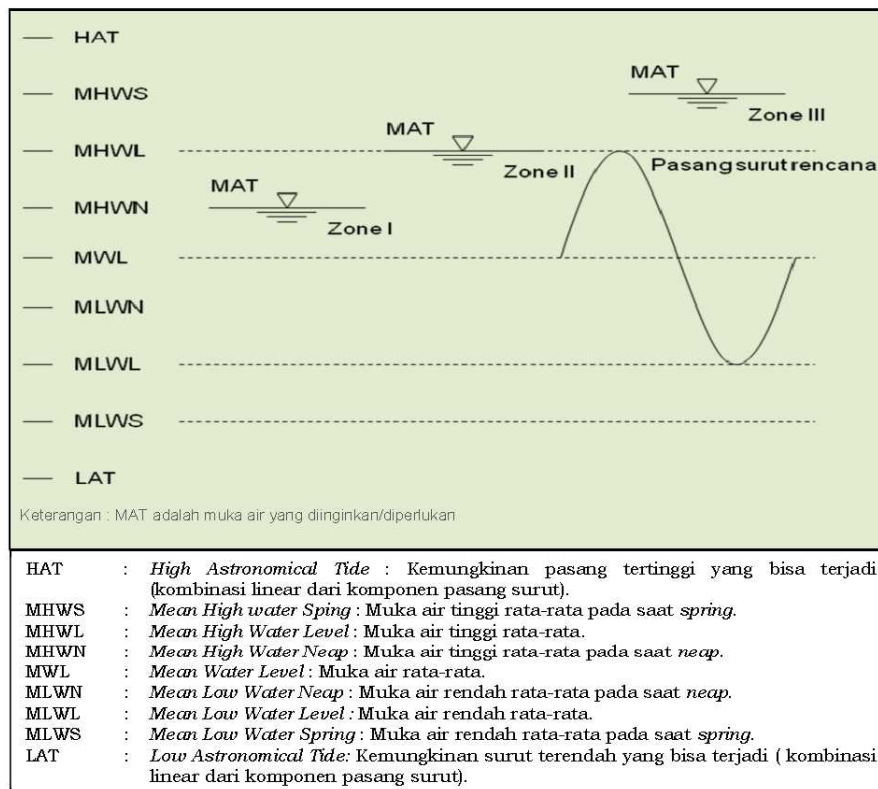 HAT
MAT
MHWS
Zone III
MAT
MHWL
Zone II
Pasang surut rencana
MAT
MHWN
Zone I
MWL
MLWN
MLWL
MLWS
LAT
Keterangan : MAT adalah muka air yang diinginkan/diperlukan
HAT : High Astronomical Tide : Kemungkinan pasang tertinggi yang bisa terjadi
(kombinasi linear dari komponen pasang surut).
MHWS : Mean High water Sping : Muka air tinggi rata-rata pada saat spring.
MHWL : Mean High Water Level : Muka air tinggi rata-rata.
MHWN : Mean High Water Neap : Muka air tinggi rata-rata pada saat neap.
MWL : Mean Water Level : Muka air rata-rata.
MLWN : Mean Low Water Neap : Muka air rendah rata-rata pada saat neap.
MLWL : Mean Low Water Level : Muka air rendah rata-rata.
MLWS : Mean Low Water Spring : Muka air rendah rata-rata pada saat spring.
LAT : Low Astronomical Tide: Kemungkinan surut terendah yang bisa terjadi ( kombinasi
linear dari komponen pasang surut).